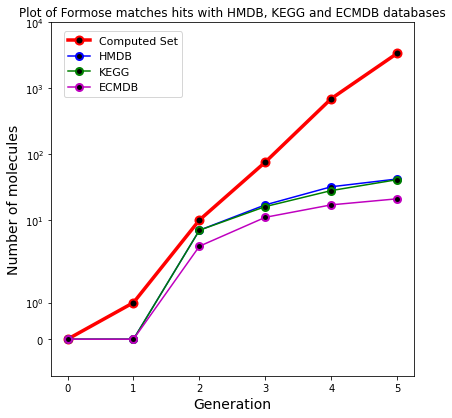 Plot of Formose matches hits with HMDB, KEGG and ECMDB databases
Computed Set
HMDB
KEGG
ECMDB
Number of molecules
10^4
10^3
10^2
10^1
10^0
0
0 1 2 3 4 5
Generation